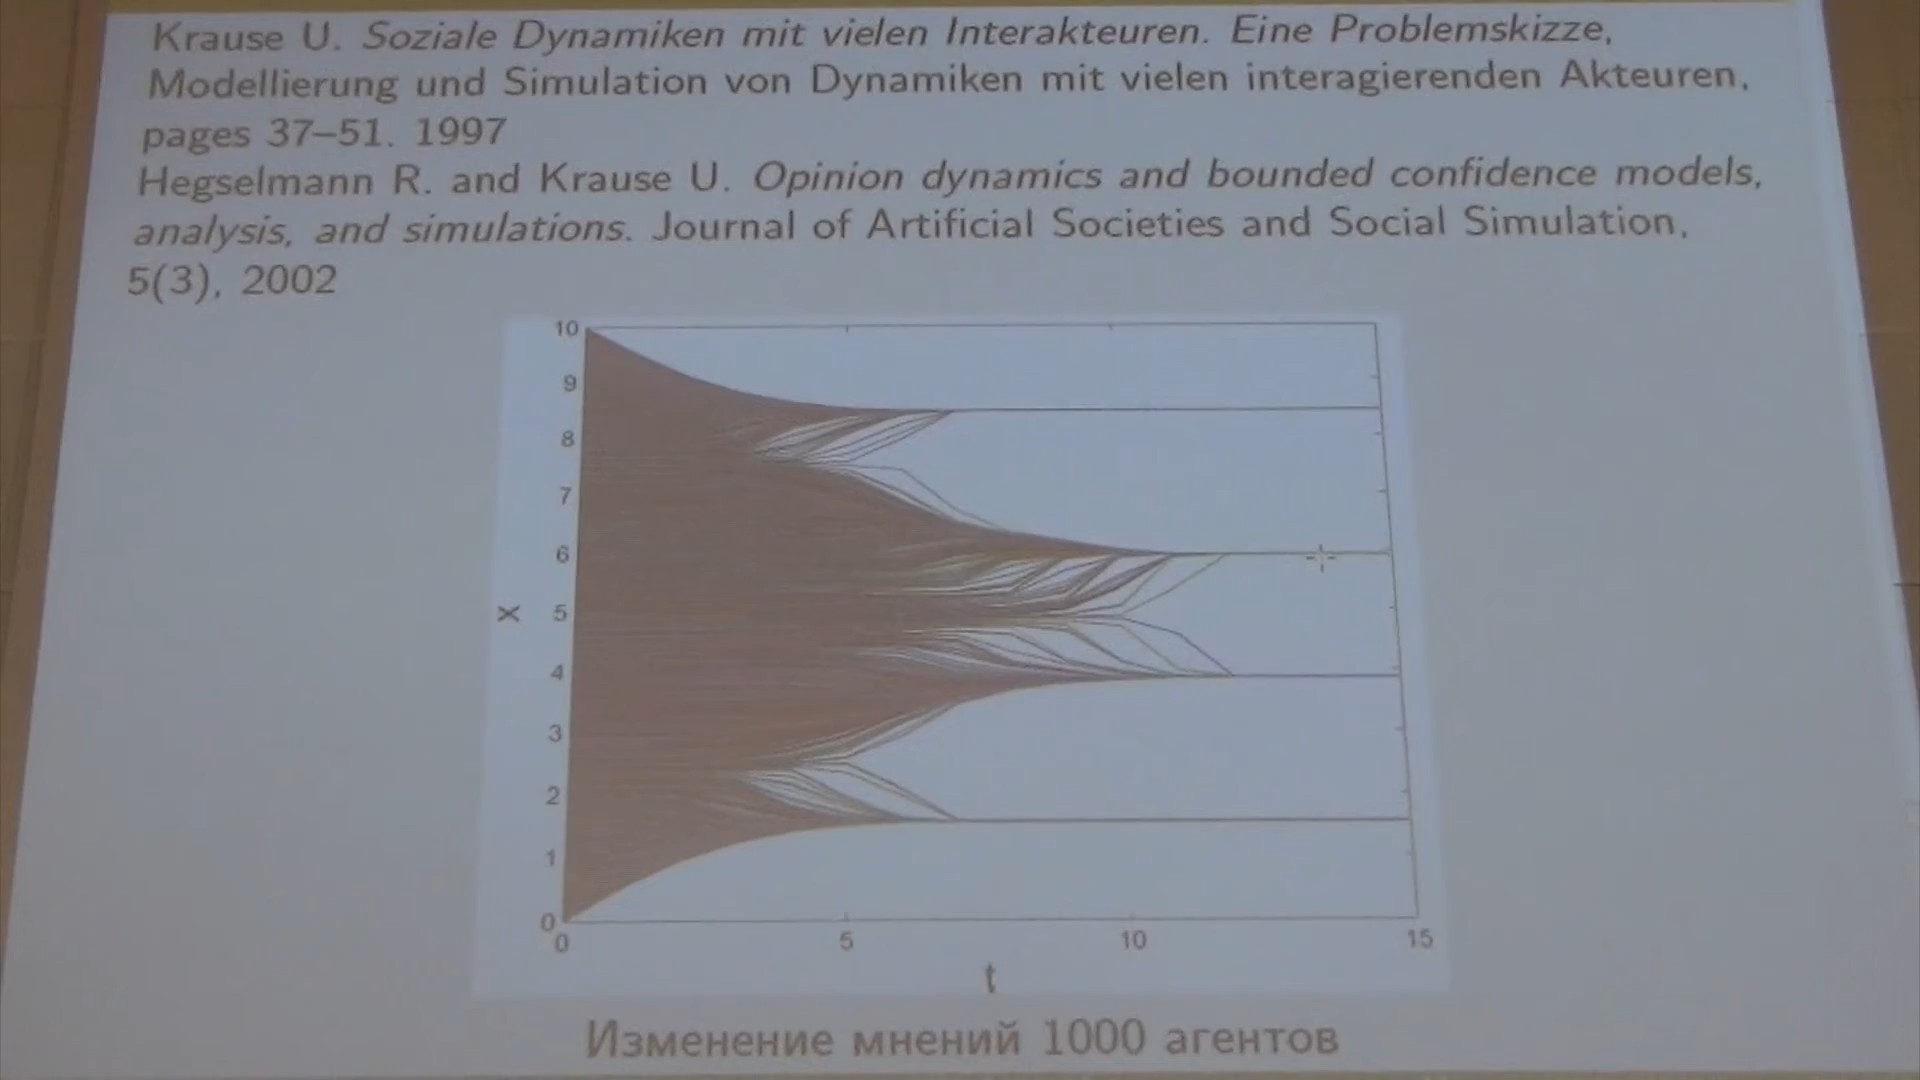 Krause U. Soziale Dynamiken mit vielen Interakteuren. Eine Problemskizze,
Modellierung und Simulation von Dynamiken mit vielen interagierenden Akteuren,
pages 37–51. 1997
Hegselmann R. and Krause U. Opinion dynamics and bounded confidence models,
analysis, and simulations. Journal of Artificial Societies and Social Simulation,
5(3), 2002
10
9
8
7
6
5
4
3
2
1
0
x
0 5 10 15
t
Изменение мнений 1000 агентов